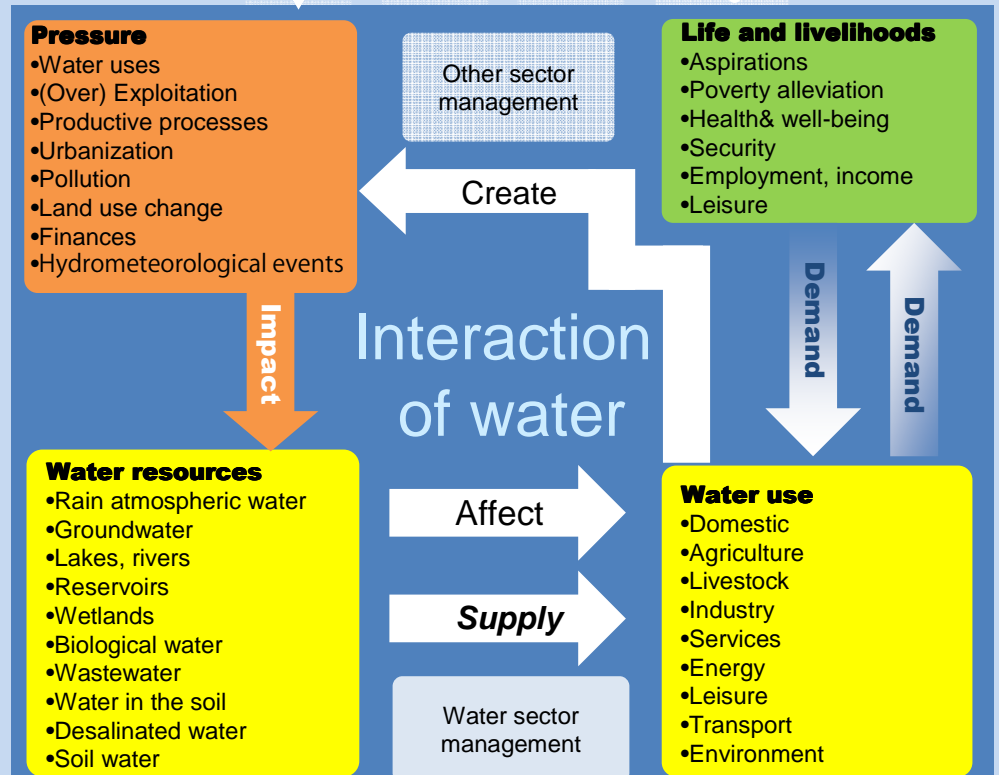 Pressure
•Water uses
•(Over) Exploitation
•Productive processes
•Urbanization
•Pollution
•Land use change
•Finances
•Hydrometeorological events
Other sector
management
Life and livelihoods
•Aspirations
•Poverty alleviation
•Health& well-being
•Security
•Employment, income
•Leisure
Create
Impact
Interaction
of water
Demand
Demand
Water resources
•Rain atmospheric water
•Groundwater
•Lakes, rivers
•Reservoirs
•Wetlands
•Biological water
•Wastewater
•Water in the soil
•Desalinated water
•Soil water
Affect
Supply
Water sector
management
Water use
•Domestic
•Agriculture
•Livestock
•Industry
•Services
•Energy
•Leisure
•Transport
•Environment